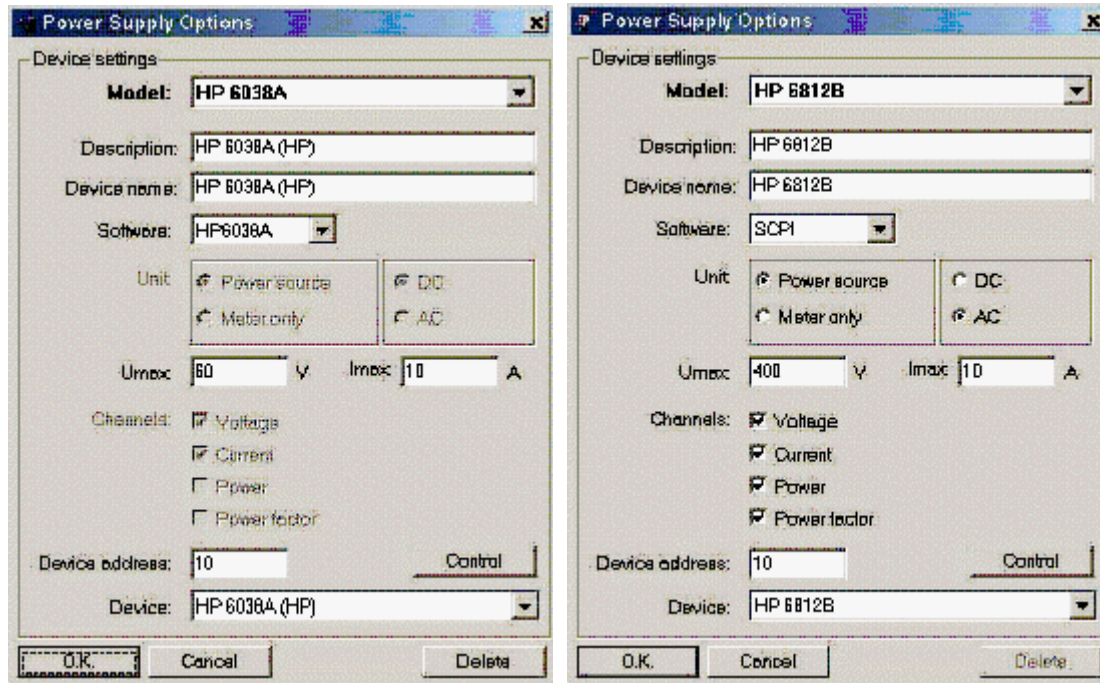 Power Supply Options
Device settings
Model: HP 6038A
Description: HP 6038A (HP)
Device name: HP 6038A (HP)
Software: HP6038A
Unit Power source DC
Meter only AC
Umax: 60 V Imax: 10 A
Channels: Voltage
Current
Power
Power factor
Device address: 10 Control
Device: HP 6038A (HP)
O.K. Cancel Delete
Power Supply Options
Device settings
Model: HP 6812B
Description: HP 6812B
Device name: HP 6812B
Software: SCPI
Unit Power source DC
Meter only AC
Umax: 400 V Imax: 10 A
Channels: Voltage
Current
Power
Power factor
Device address: 10 Control
Device: HP 6812B
O.K. Cancel Delete